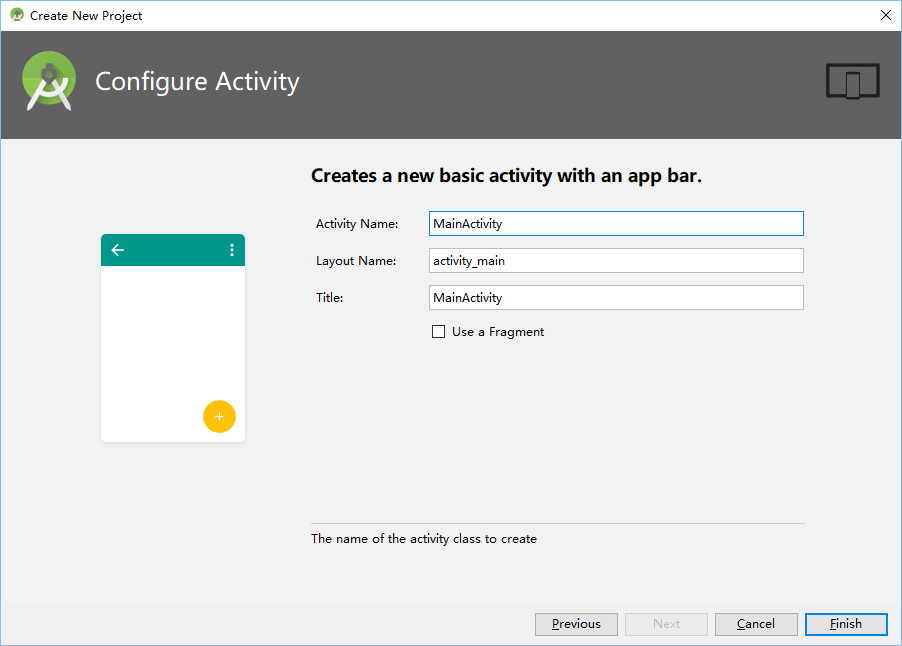 Create New Project
Configure Activity
Creates a new basic activity with an app bar.
Activity Name: MainActivity
Layout Name: activity_main
Title: MainActivity
Use a Fragment
The name of the activity class to create
Previous Next Cancel Finish